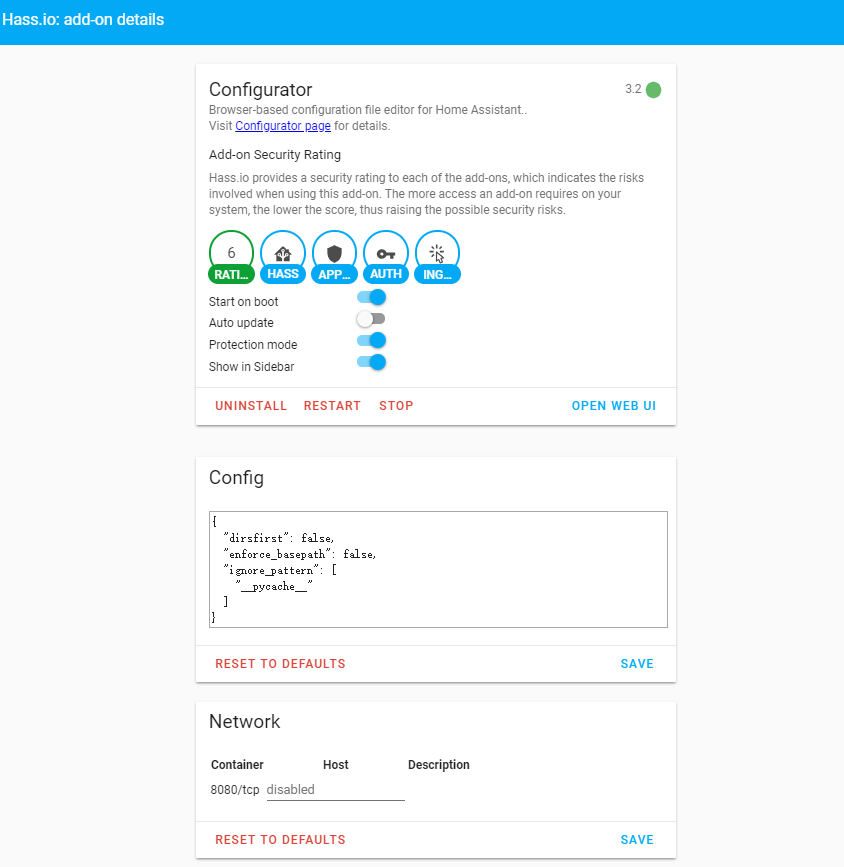 Hass.io: add-on details
Configurator
3.2
Browser-based configuration file editor for Home Assistant..
Visit Configurator page for details.
Add-on Security Rating
Hass.io provides a security rating to each of the add-ons, which indicates the risks
involved when using this add-on. The more access an add-on requires on your
system, the lower the score, thus raising the possible security risks.
6
RATI... HASS APP... AUTH ING...
Start on boot
Auto update
Protection mode
Show in Sidebar
UNINSTALL RESTART STOP OPEN WEB UI
Config
{
"dirsfirst": false,
"enforce_basepath": false,
"ignore_pattern": [
"__pycache__"
]
}
RESET TO DEFAULTS SAVE
Network
Container Host Description
8080/tcp disabled
RESET TO DEFAULTS SAVE